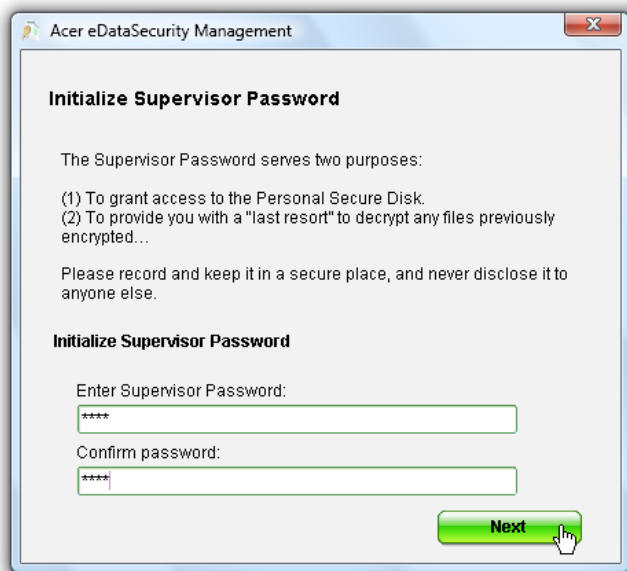 Acer eDataSecurity Management
Initialize Supervisor Password
The Supervisor Password serves two purposes:
(1) To grant access to the Personal Secure Disk.
(2) To provide you with a "last resort" to decrypt any files previously
encrypted...
Please record and keep it in a secure place, and never disclose it to
anyone else.
Initialize Supervisor Password
Enter Supervisor Password:
****
Confirm password:
****
Next